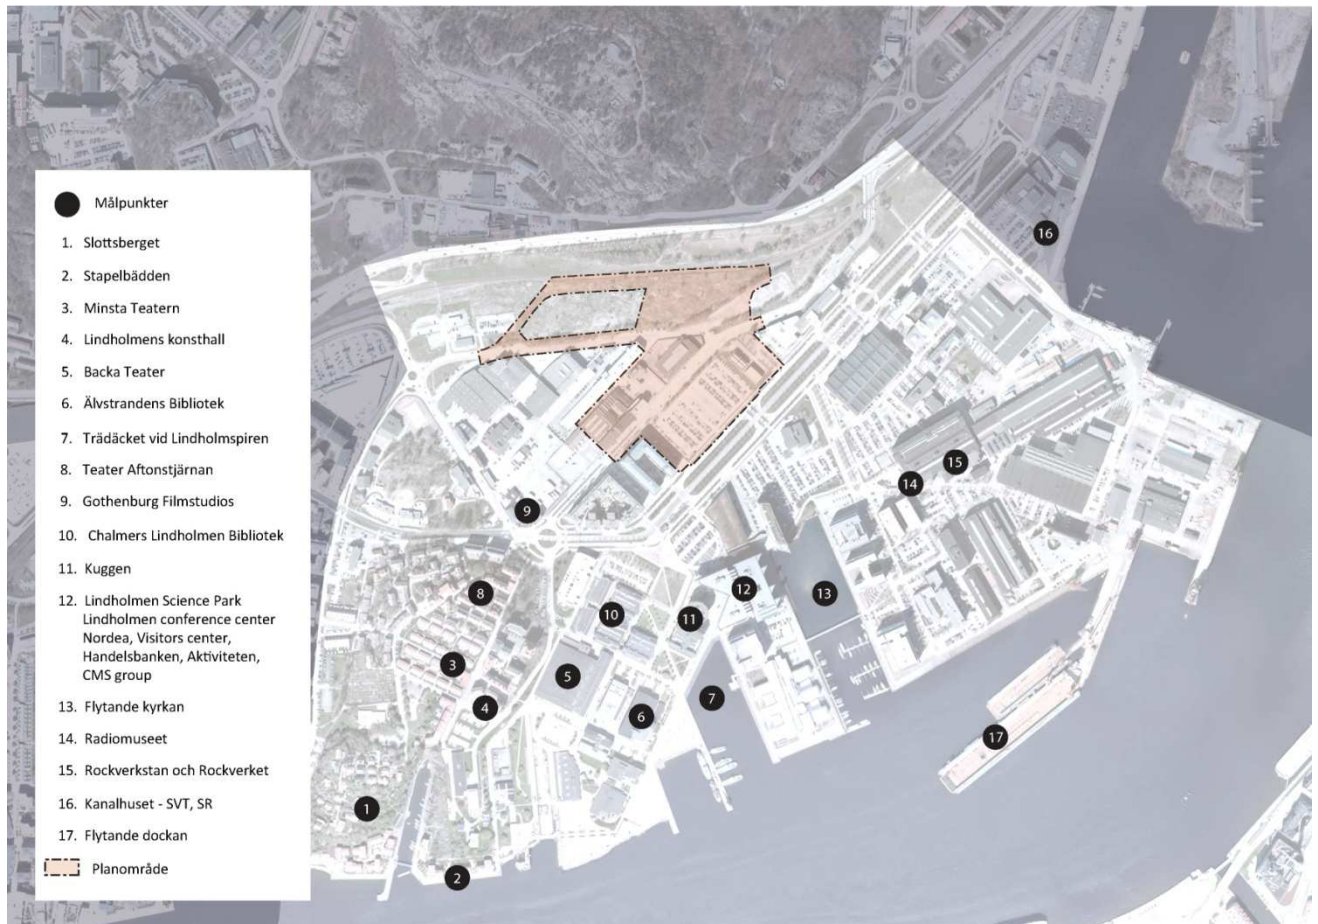 Målpunkter
1. Slottsberget
2. Stapelbädden
3. Minsta Teatern
4. Lindholmens konsthall
5. Backa Teater
6. Älvstrandens Bibliotek
7. Trädäcket vid Lindholmspiren
8. Teater Aftonstjärnan
9. Gothenburg Filmstudios
10. Chalmers Lindholmen Bibliotek
11. Kuggen
12. Lindholmen Science Park
Lindholmen conference center
Nordea, Visitors center,
Handelsbanken, Aktiviteten,
CMS group
13. Flytande kyrkan
14. Radiomuseet
15. Rockverkstan och Rockverket
16. Kanalhuset - SVT, SR
17. Flytande dockan
Planområde
16
15
14
9
12
13
8
10
11
3
5
7
4
6
17
1
2